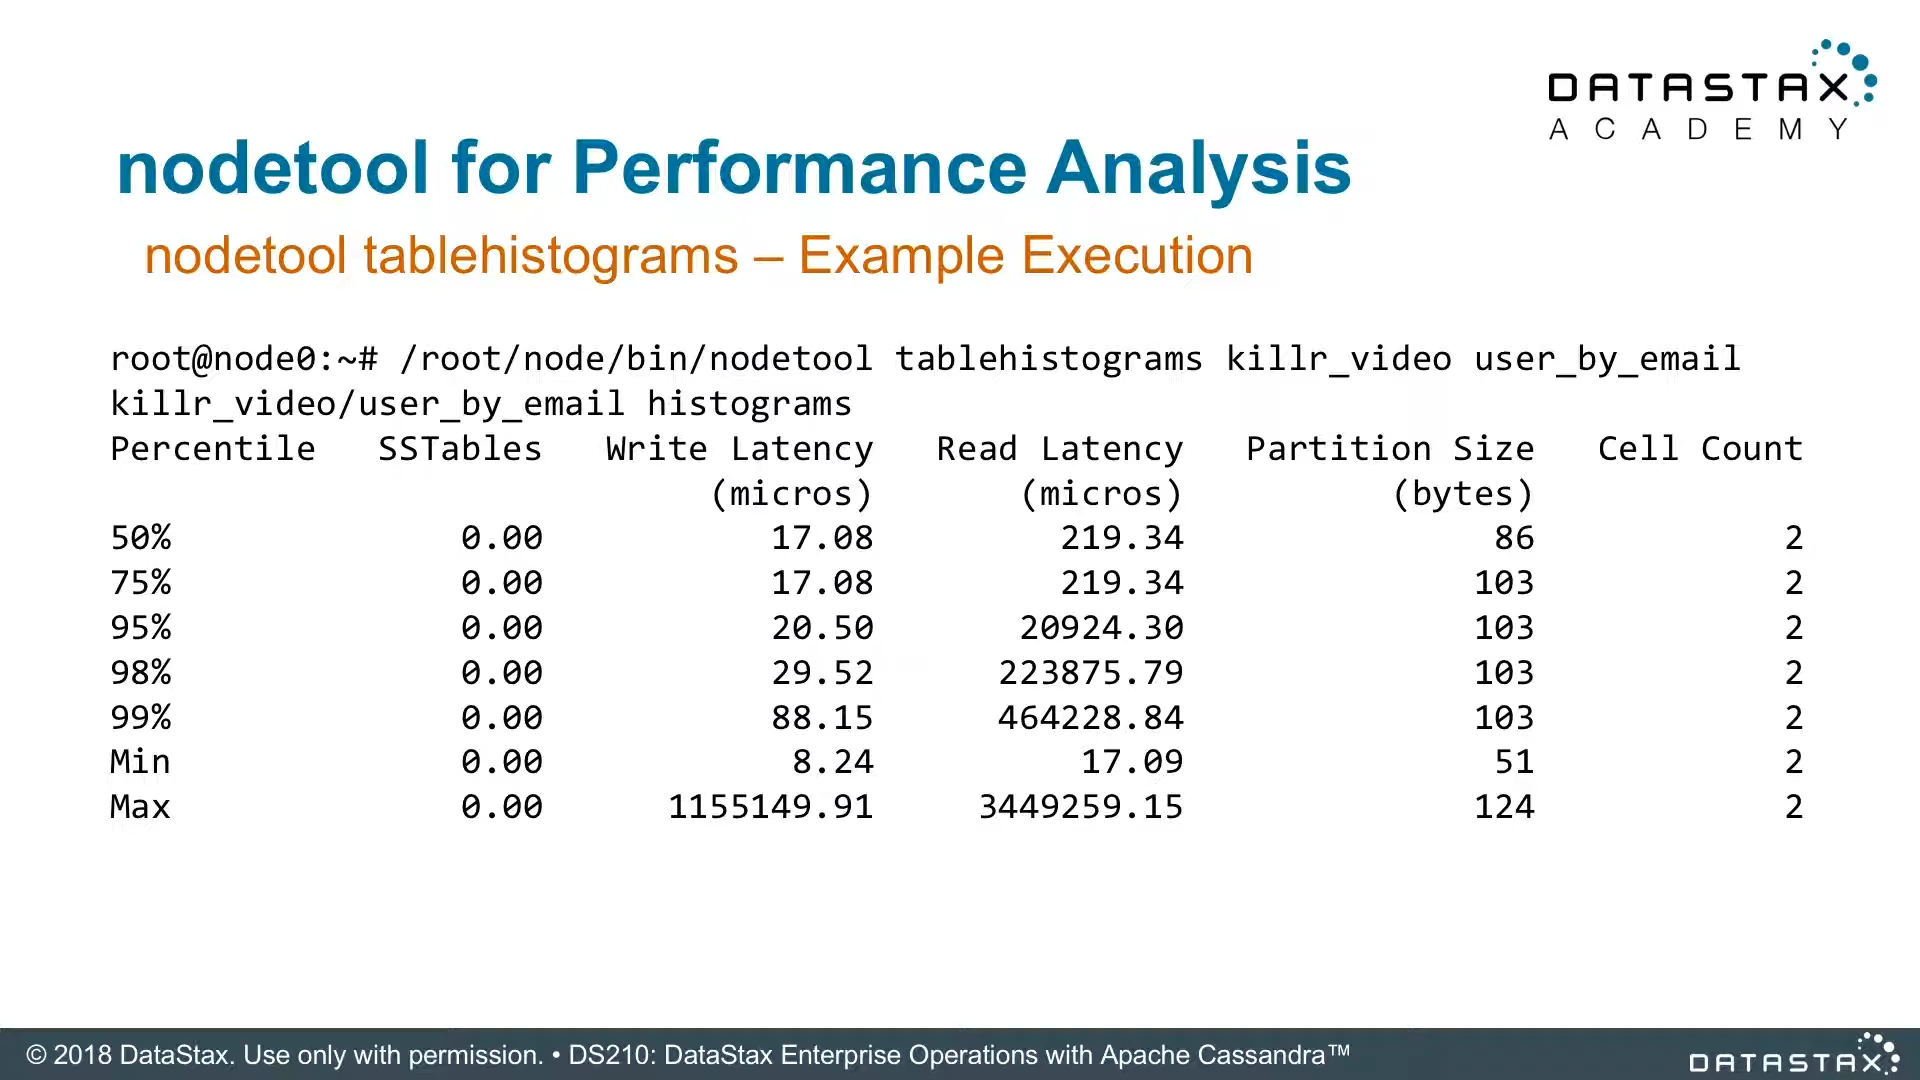 DATASTAX
ACADEMY
nodetool for Performance Analysis
nodetool tablehistograms – Example Execution
root@node0:~# /root/node/bin/nodetool tablehistograms killr_video user_by_email
killr_video/user_by_email histograms
Percentile SSTables Write Latency Read Latency Partition Size Cell Count
(micros) (micros) (bytes)
50% 0.00 17.08 219.34 86 2
75% 0.00 17.08 219.34 103 2
95% 0.00 20.50 20924.30 103 2
98% 0.00 29.52 223875.79 103 2
99% 0.00 88.15 464228.84 103 2
Min 0.00 8.24 17.09 51 2
Max 0.00 1155149.91 3449259.15 124 2
© 2018 DataStax. Use only with permission. • DS210: DataStax Enterprise Operations with Apache Cassandra™
DATASTAX